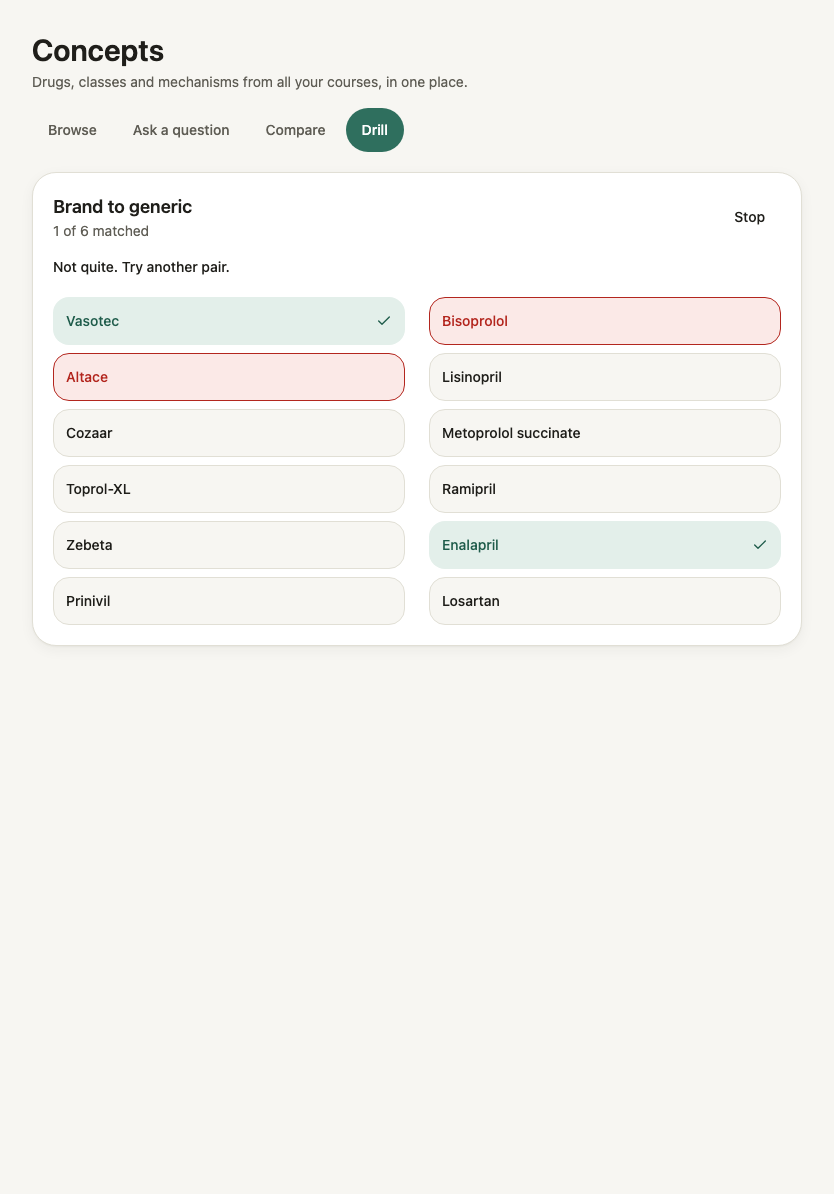 Concepts
Drugs, classes and mechanisms from all your courses, in one place.
Browse Ask a question Compare Drill
Brand to generic
1 of 6 matched
Stop
Not quite. Try another pair.
Vasotec Bisoprolol
Altace Lisinopril
Cozaar Metoprolol succinate
Toprol-XL Ramipril
Zebeta Enalapril
Prinivil Losartan